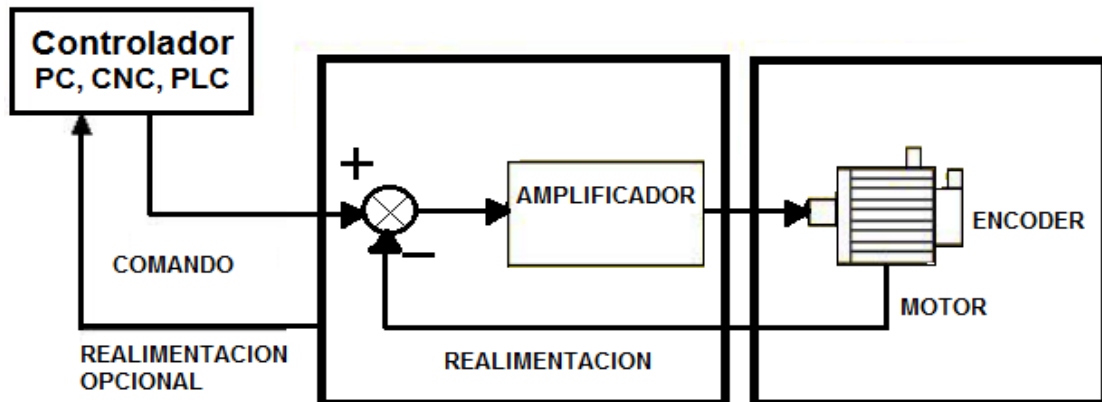 Controlador
PC, CNC, PLC
+
AMPLIFICADOR
ENCODER
−
COMANDO
MOTOR
REALIMENTACION
OPCIONAL
REALIMENTACION